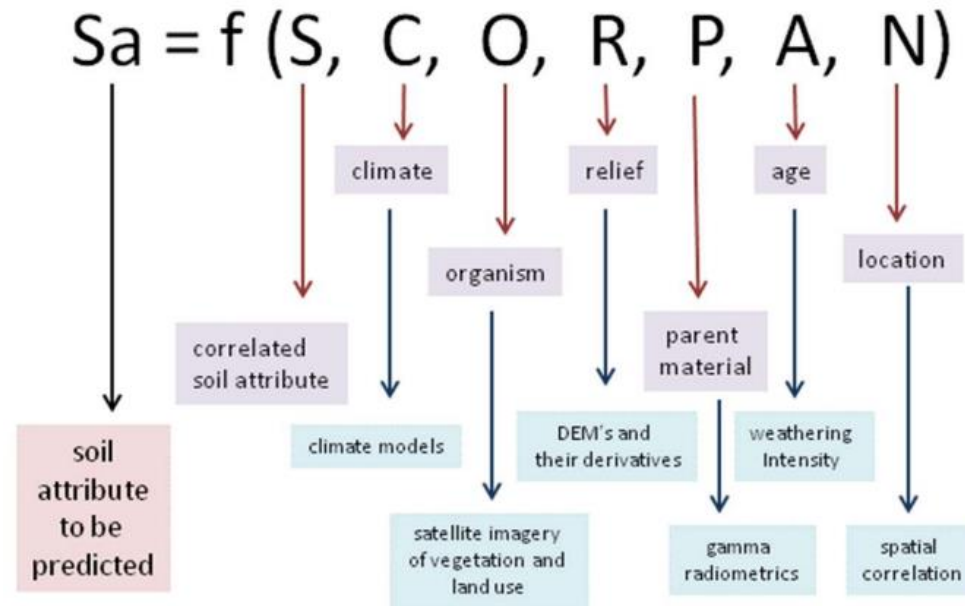 Sa = f (S, C, O, R, P, A, N)
climate
relief
age
organism
location
correlated
soil attribute
parent
material
soil
attribute
to be
predicted
climate models
DEM's and
their derivatives
weathering
Intensity
satellite imagery
of vegetation and
land use
gamma
radiometrics
spatial
correlation